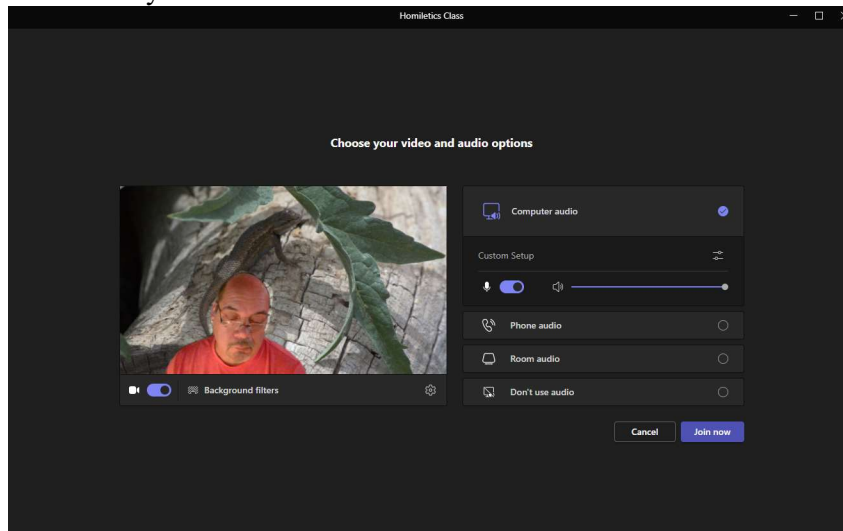 Homiletics Class
Choose your video and audio options
Computer audio
Custom Setup
Phone audio
Room audio
Don't use audio
Background filters
Cancel
Join now